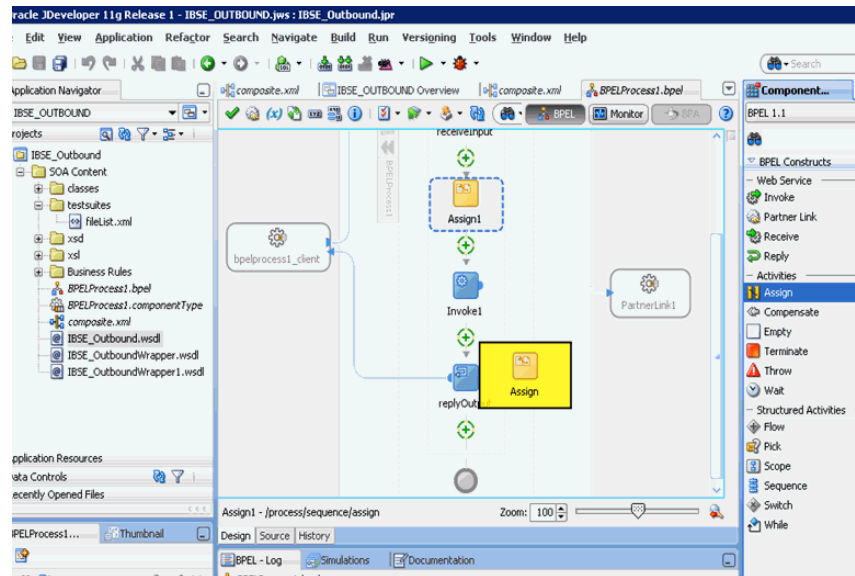 racle JDeveloper 11g Release 1 - IBSE_OUTBOUND.jws : IBSE_Outbound.jpr
Edit View Application Refactor Search Navigate Build Run Versioning Tools Window Help
Search
Application Navigator
composite.xml
IBSE_OUTBOUND Overview
composite.xml
BPELProcess1.bpel
Component...
IBSE_OUTBOUND
BPEL
Monitor
BPA
BPEL 1.1
rojects
IBSE_Outbound
SOA Content
classes
testsuites
fileList.xml
xsd
xsl
Business Rules
BPELProcess1.bpel
BPELProcess1.componentType
composite.xml
IBSE_Outbound.wsdl
IBSE_OutboundWrapper.wsdl
IBSE_OutboundWrapper1.wsdl
pplication Resources
ata Controls
ecently Opened Files
BPELProcess1...
Thumbnail
receiveInput
BPELProcess1
Assign1
bpelprocess1_client
Invoke1
PartnerLink1
Assign
replyOut
Assign1 - /process/sequence/assign
Zoom: 100
Design Source History
BPEL - Log
Simulations
Documentation
BPEL Constructs
Web Service
Invoke
Partner Link
Receive
Reply
Activities
Assign
Compensate
Empty
Terminate
Throw
Wait
Structured Activities
Flow
Pick
Scope
Sequence
Switch
While